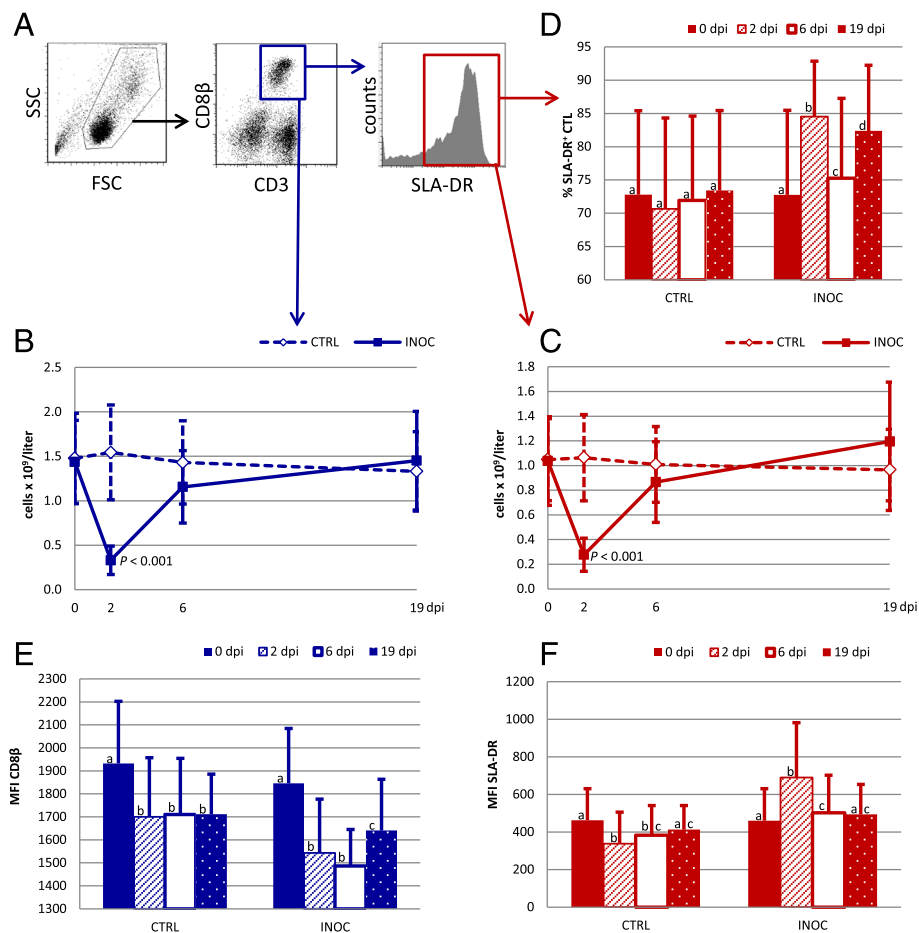 A
SSC
FSC
CD8β
CD3
counts
SLA-DR
D
0 dpi 2 dpi 6 dpi 19 dpi
% SLA-DR⁺ CTL
95
90
85
80
75
70
65
60
a a a a a b c d
CTRL INOC
B
CTRL INOC
cells x 10⁹/liter
2.5
2.0
1.5
1.0
0.5
0.0
P < 0.001
0 2 6 19 dpi
C
CTRL INOC
cells x 10⁹/liter
1.8
1.6
1.4
1.2
1.0
0.8
0.6
0.4
0.2
0.0
P < 0.001
0 2 6 19 dpi
E
0 dpi 2 dpi 6 dpi 19 dpi
MFI CD8β
2300
2200
2100
2000
1900
1800
1700
1600
1500
1400
1300
a b b b a b b c
CTRL INOC
F
0 dpi 2 dpi 6 dpi 19 dpi
MFI SLA-DR
1200
1000
800
600
400
200
0
a b b c a c a b c a c
CTRL INOC